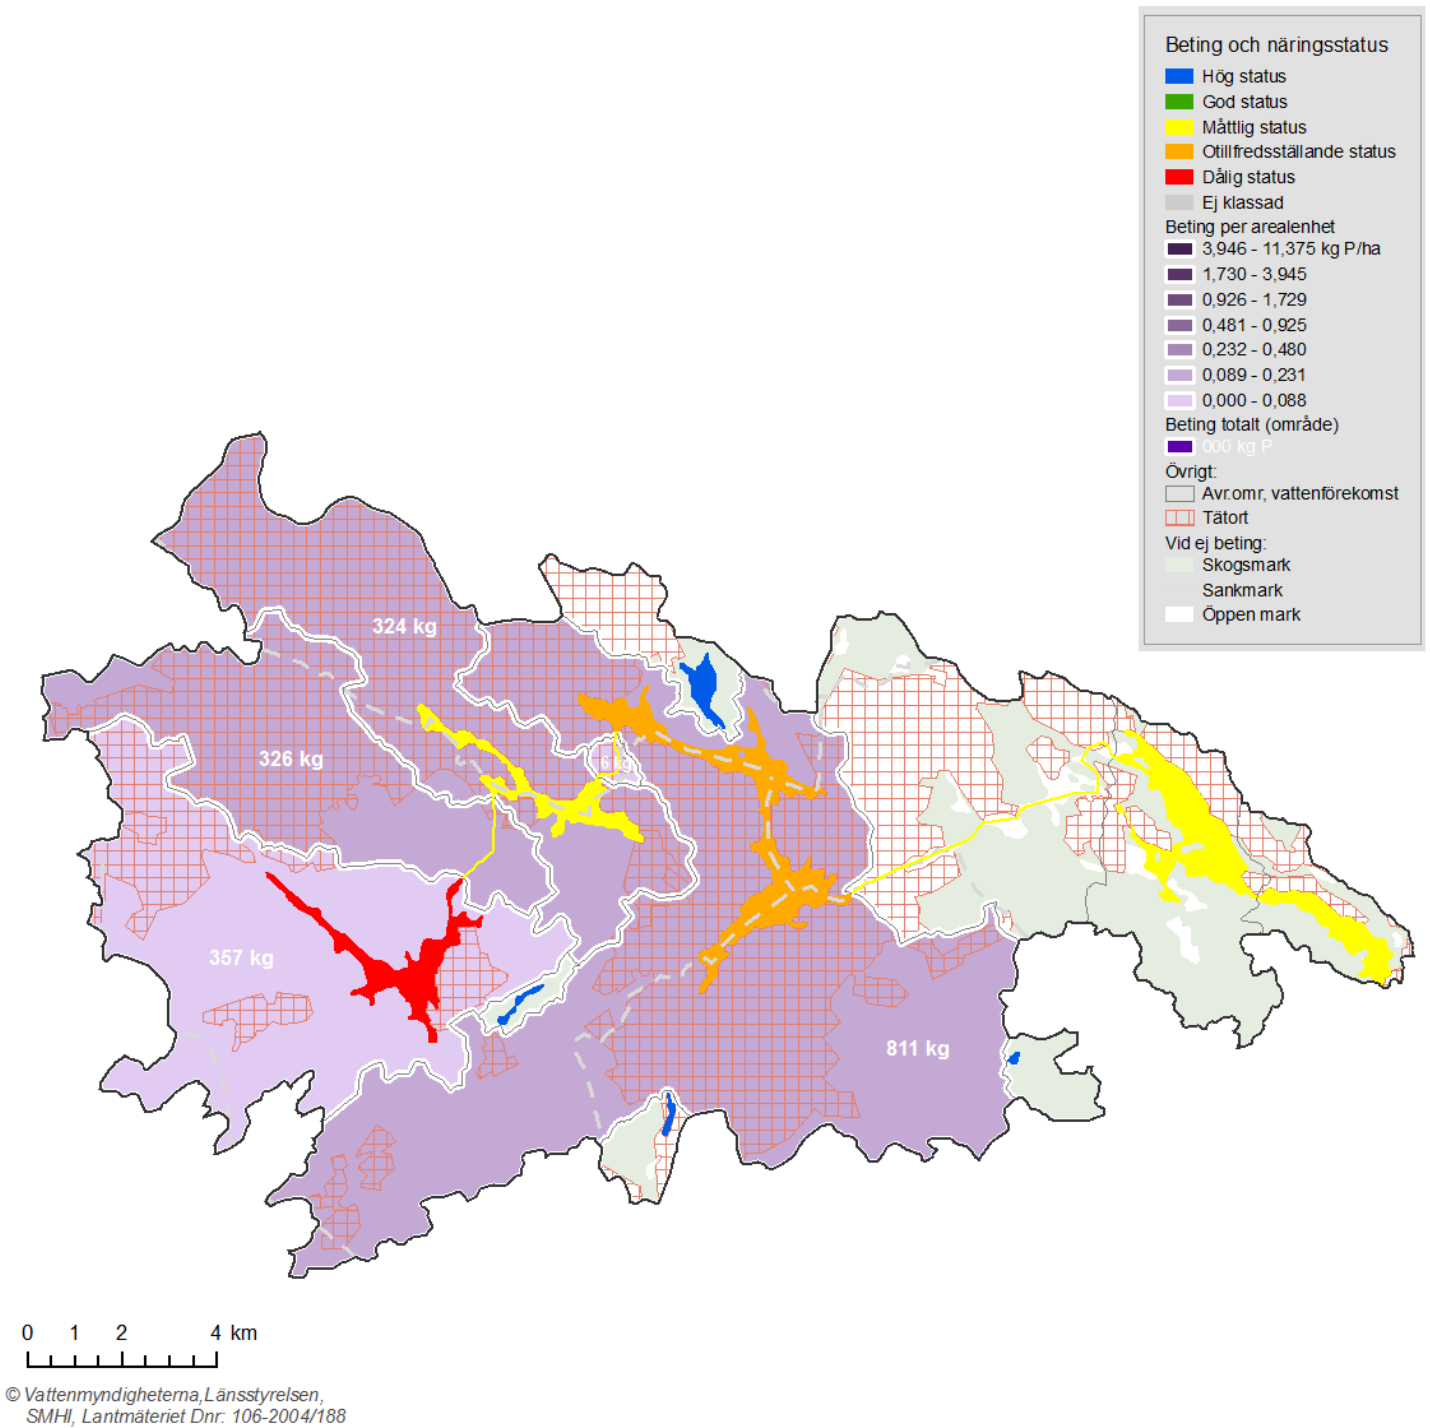 Beting och näringsstatus
Hög status
God status
Måttlig status
Otillfredsställande status
Dålig status
Ej klassad
Beting per arealenhet
3,946 - 11,375 kg P/ha
1,730 - 3,945
0,926 - 1,729
0,481 - 0,925
0,232 - 0,480
0,089 - 0,231
0,000 - 0,088
Beting totalt (område)
000 kg P
Övrigt:
Avr.omr, vattenförekomst
Tätort
Vid ej beting:
Skogsmark
Sankmark
Öppen mark
324 kg
326 kg
6 kg
357 kg
811 kg
0 1 2 4 km
© Vattenmyndigheterna,Länsstyrelsen,
SMHI, Lantmäteriet Dnr: 106-2004/188